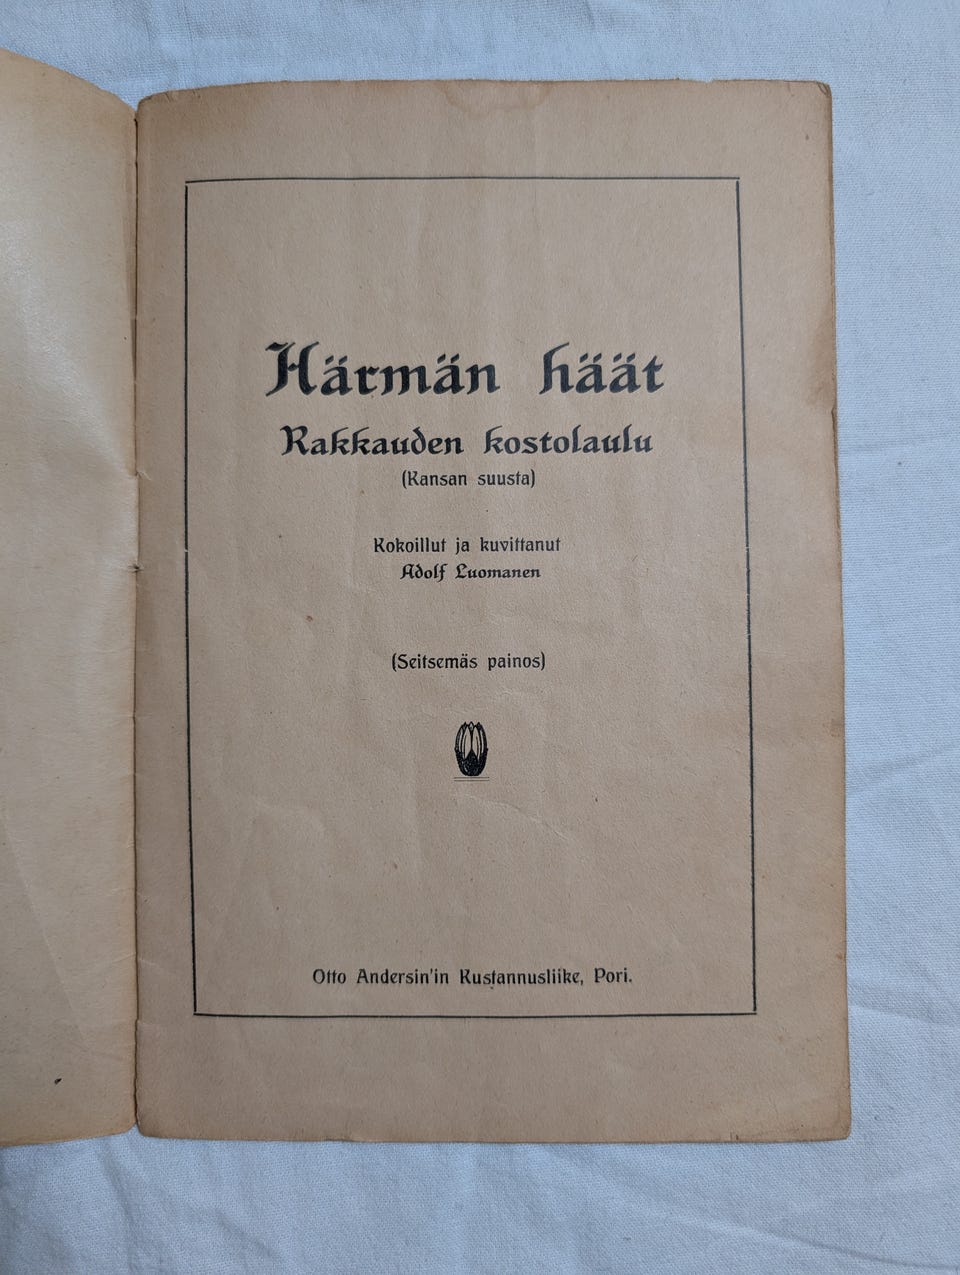 Härmän häät
Rakkauden kostolaulu
(Kansan suusta)
Kokoillut ja kuvittanut
Adolf Luomanen
(Seitsemäs painos)
Otto Andersin'in Kustannusliike, Pori.